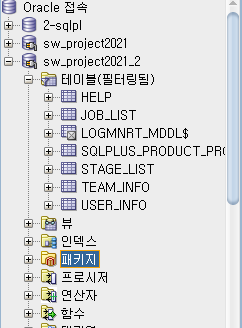 Oracle 접속
2-sqlpl
sw_project2021
sw_project2021_2
테이블(필터링됨)
HELP
JOB_LIST
LOGMNRT_MDDL$
SQLPLUS_PRODUCT_PRO
STAGE_LIST
TEAM_INFO
USER_INFO
뷰
인덱스
패키지
프로시저
연산자
함수